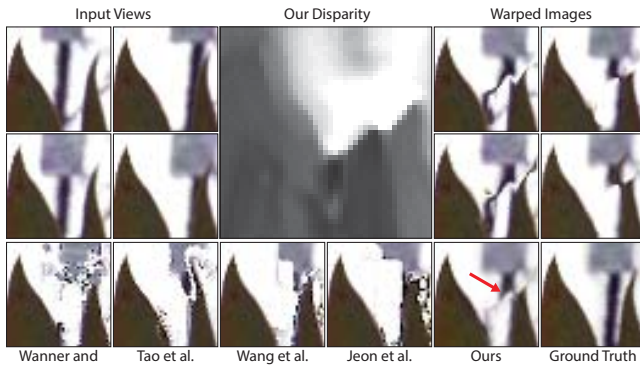 Input Views
Our Disparity
Warped Images
Wanner and
Tao et al.
Wang et al.
Jeon et al.
Ours
Ground Truth